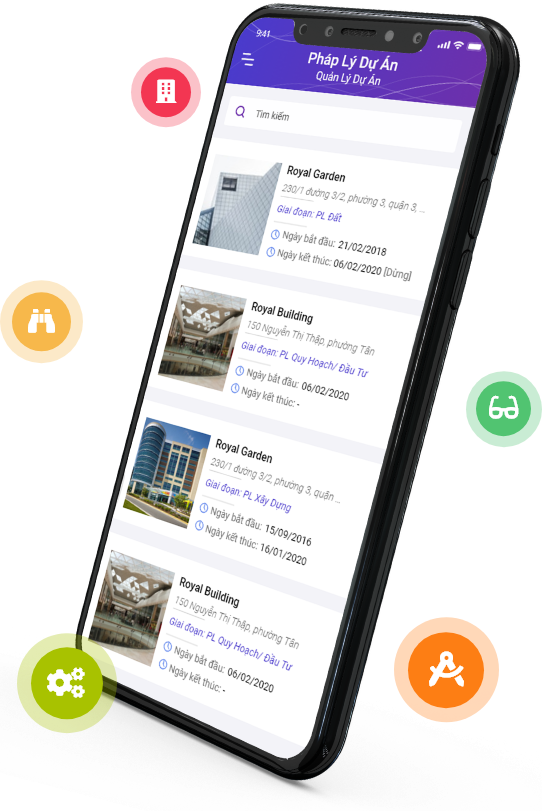 9:41
Pháp Lý Dự Án
Quản Lý Dự Án
Tìm kiếm
Royal Garden
230/1 đường 3/2, phường 3, quận 3, ...
Giai đoạn: PL Đất
Ngày bắt đầu: 21/02/2018
Ngày kết thúc: 06/02/2020 [Dừng]
Royal Building
150 Nguyễn Thị Thập, phường Tân
Giai đoạn: PL Quy Hoạch/ Đầu Tư
Ngày bắt đầu: 06/02/2020
Ngày kết thúc: -
Royal Garden
230/1 đường 3/2, phường 3, quận ...
Giai đoạn: PL Xây Dựng
Ngày bắt đầu: 15/09/2016
Ngày kết thúc: 16/01/2020
Royal Building
150 Nguyễn Thị Thập, phường Tân
Giai đoạn: PL Quy Hoạch/ Đầu Tư
Ngày bắt đầu: 06/02/2020
Ngày kết thúc: -